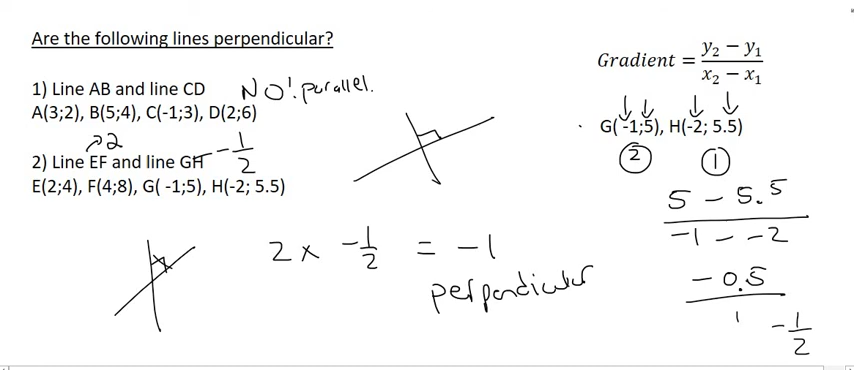 Are the following lines perpendicular?
1) Line AB and line CD NO! parallel.
A(3;2), B(5;4), C(-1;3), D(2;6)
2
2) Line EF and line GH -1/2
E(2;4), F(4;8), G( -1;5), H(-2; 5.5)
2 x -1/2 = -1
perpendicular
Gradient = y₂ − y₁ / x₂ − x₁
G( -1;5), H(-2; 5.5)
2 1
5 - 5.5
-1 - -2
-0.5
1 -1/2